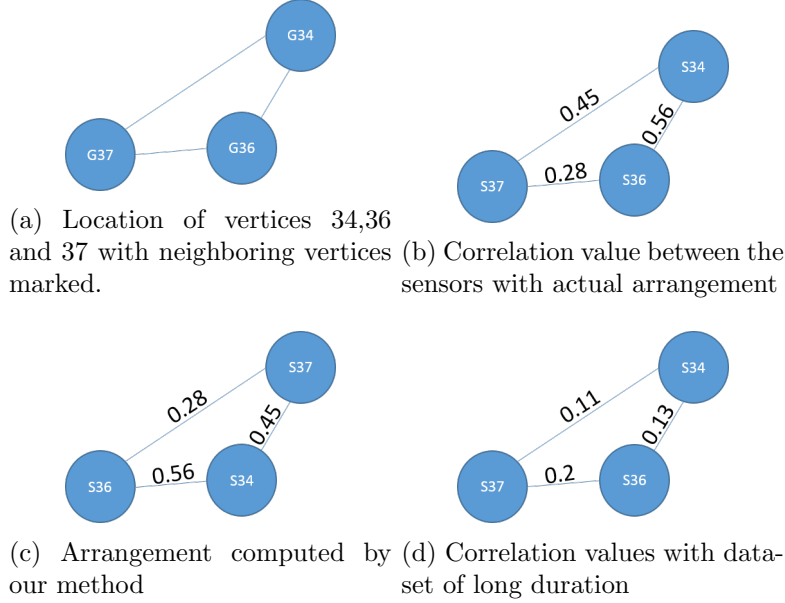 G34
G37
G36
(a) Location of vertices 34,36
and 37 with neighboring vertices
marked.
S34
0.45
0.56
S37
0.28
S36
(b) Correlation value between the
sensors with actual arrangement
S37
0.28
0.45
S36
0.56
S34
(c) Arrangement computed by
our method
S34
0.11
0.13
S37
0.2
S36
(d) Correlation values with data-
set of long duration